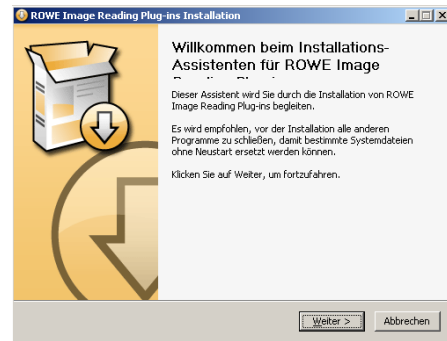 ROWE Image Reading Plug-ins Installation
Willkommen beim Installations-
Assistenten für ROWE Image
Dieser Assistent wird Sie durch die Installation von ROWE
Image Reading Plug-ins begleiten.
Es wird empfohlen, vor der Installation alle anderen
Programme zu schließen, damit bestimmte Systemdateien
ohne Neustart ersetzt werden können.
Klicken Sie auf Weiter, um fortzufahren.
Weiter >
Abbrechen